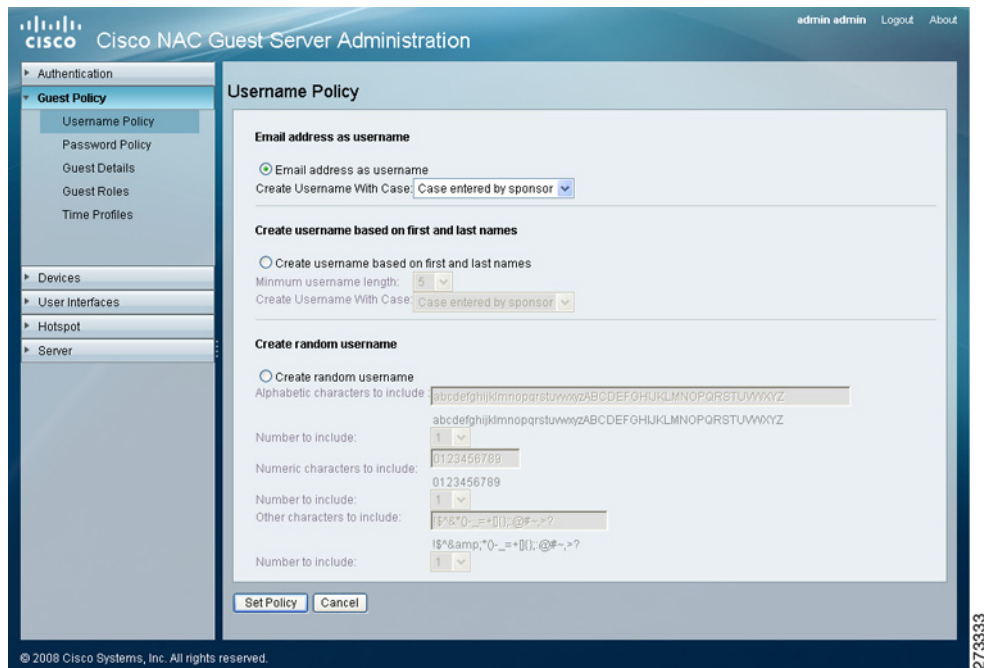 admin admin Logout About
CISCO Cisco NAC Guest Server Administration
Authentication
Guest Policy
Username Policy
Password Policy
Guest Details
Guest Roles
Time Profiles
Devices
User Interfaces
Hotspot
Server
Username Policy
Email address as username
Email address as username
Create Username With Case: Case entered by sponsor
Create username based on first and last names
Create username based on first and last names
Minmum username length: 5
Create Username With Case: Case entered by sponsor
Create random username
Create random username
Alphabetic characters to include : abcdefghijklmnopqrstuvwxyzABCDEFGHIJKLMNOPQRSTUVWXYZ
abcdefghijklmnopqrstuvwxyzABCDEFGHIJKLMNOPQRSTUVWXYZ
Number to include: 1
Numeric characters to include: 0123456789
0123456789
Number to include: 1
Other characters to include: !$^&*()-_=+[]{};:@#~,>?
!$^&amp;*()-_=+[]{};:@#~,>?
Number to include: 1
Set Policy Cancel
© 2008 Cisco Systems, Inc. All rights reserved.
273333